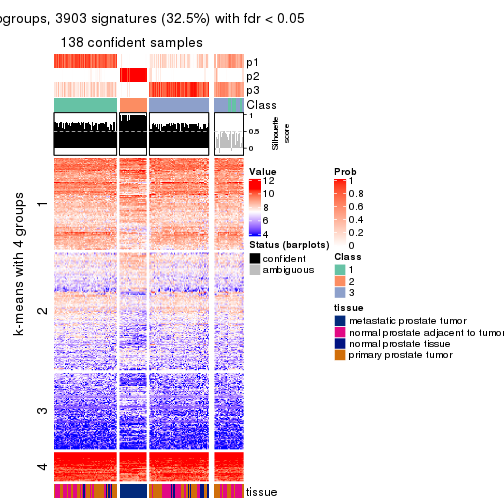 ogroups, 3903 signatures (32.5%) with fdr < 0.05
138 confident samples
p1
p2
p3
Class
1
0.5
0
Silhouette
score
k-means with 4 groups
1
2
3
4
tissue
Value
12
10
8
6
4
Status (barplots)
confident
ambiguous
Prob
1
0.8
0.6
0.4
0.2
0
Class
1
2
3
tissue
metastatic prostate tumor
normal prostate adjacent to tumor
normal prostate tissue
primary prostate tumor